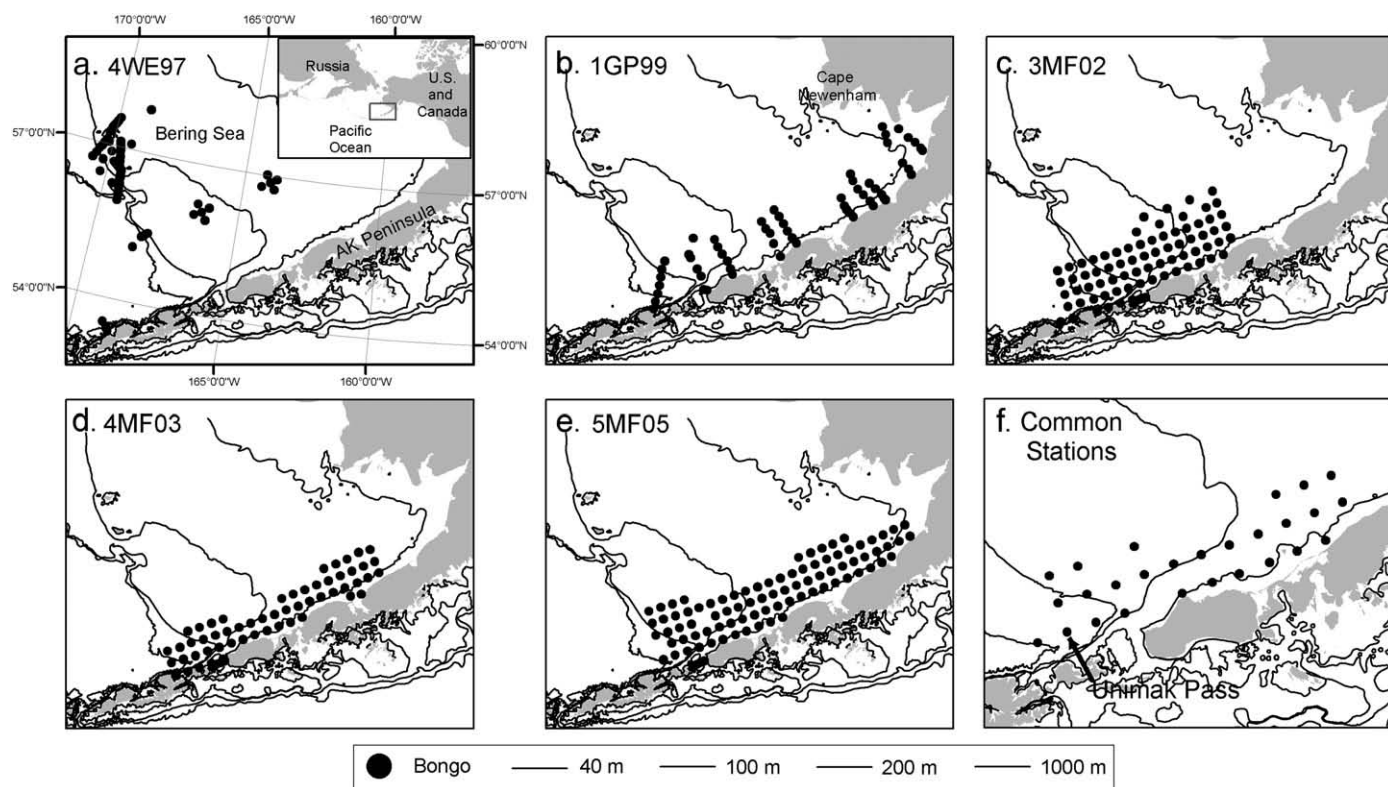 170°0'0"W
165°0'0"W
160°0'0"W
a. 4WE97
Russia
U.S.
and
Canada
Pacific
Ocean
Bering Sea
AK Peninsula
60°0'0"N
57°0'0"N
57°0'0"N
54°0'0"N
54°0'0"N
165°0'0"W
160°0'0"W
b. 1GP99
Cape
Newenham
c. 3MF02
d. 4MF03
e. 5MF05
f. Common
Stations
Unimak Pass
Bongo
40 m
100 m
200 m
1000 m